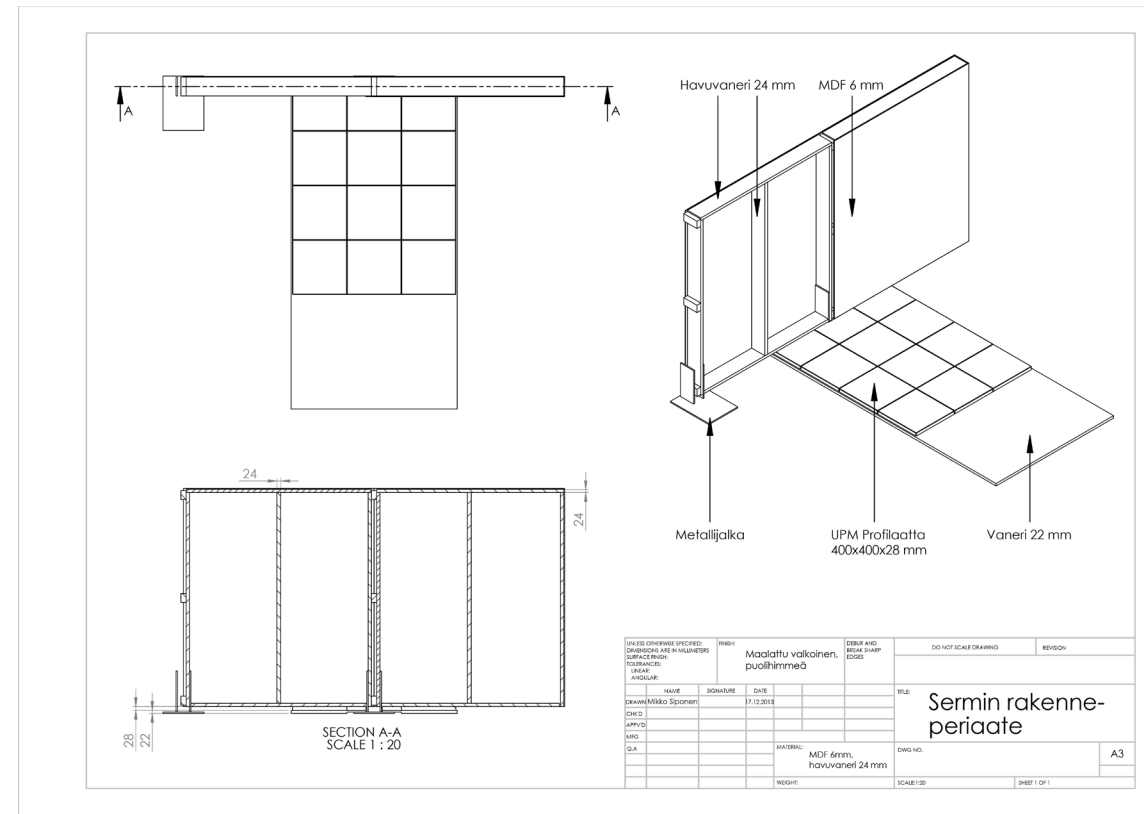 A
A
Havuvaneri 24 mm
MDF 6 mm
Metallijalka
UPM Profilaatta
400x400x28 mm
Vaneri 22 mm
24
24
28
22
SECTION A-A
SCALE 1 : 20
UNLESS OTHERWISE SPECIFIED:
DIMENSIONS ARE IN MILLIMETERS
SURFACE FINISH:
TOLERANCES:
LINEAR:
ANGULAR:
FINISH:
Maalattu valkoinen,
puolihimmeä
DEBUR AND
BREAK SHARP
EDGES
DO NOT SCALE DRAWING
REVISION
NAME
SIGNATURE
DATE
DRAWN
Mikko Siponen
17.12.2013
CHK'D
APPV'D
MFG
Q.A
TITLE:
Sermin rakenne-
periaate
MATERIAL:
MDF 6mm,
havuvaneri 24 mm
DWG NO.
A3
WEIGHT:
SCALE:1:20
SHEET 1 OF 1